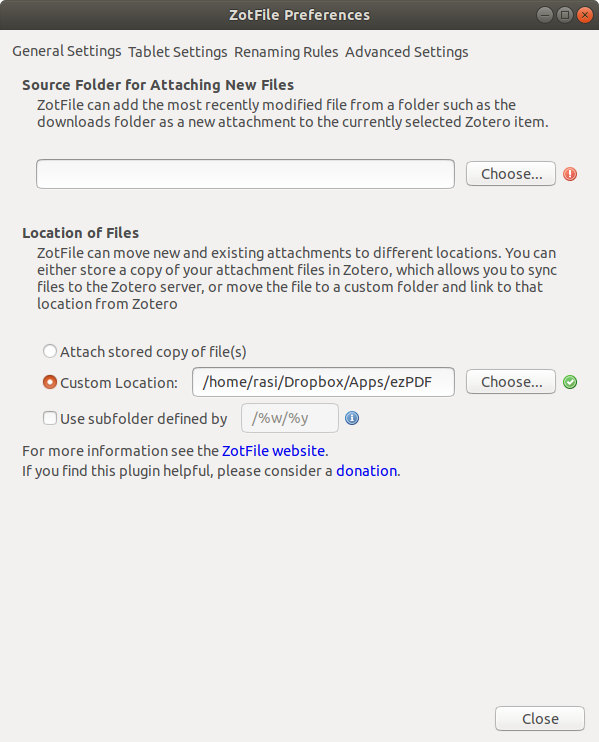 ZotFile Preferences
General Settings Tablet Settings Renaming Rules Advanced Settings
Source Folder for Attaching New Files
ZotFile can add the most recently modified file from a folder such as the
downloads folder as a new attachment to the currently selected Zotero item.
Choose...
Location of Files
ZotFile can move new and existing attachments to different locations. You can
either store a copy of your attachment files in Zotero, which allows you to sync
files to the Zotero server, or move the file to a custom folder and link to that
location from Zotero
Attach stored copy of file(s)
Custom Location: /home/rasi/Dropbox/Apps/ezPDF Choose...
Use subfolder defined by /%w/%y
For more information see the ZotFile website.
If you find this plugin helpful, please consider a donation.
Close